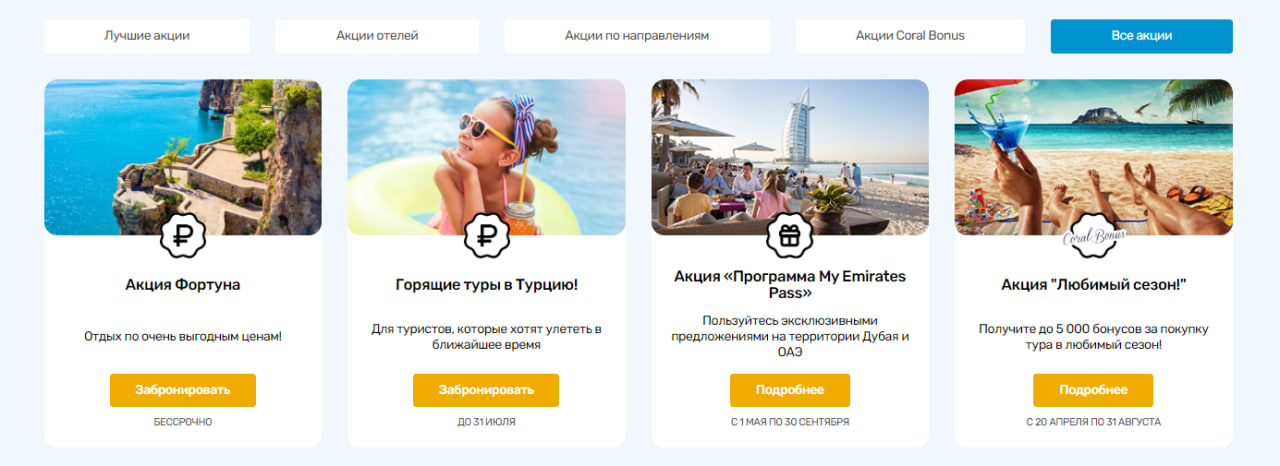 Лучшие акции
Акции отелей
Акции по направлениям
Акции Coral Bonus
Все акции
Акция Фортуна
Отдых по очень выгодным ценам!
Забронировать
БЕССРОЧНО
Горящие туры в Турцию!
Для туристов, которые хотят улететь в
ближайшее время
Забронировать
ДО 31 ИЮЛЯ
Акция «Программа My Emirates
Pass»
Пользуйтесь эксклюзивными
предложениями на территории Дубая и
ОАЭ
Подробнее
С 1 МАЯ ПО 30 СЕНТЯБРЯ
Coral Bonus
Акция "Любимый сезон!"
Получите до 5 000 бонусов за покупку
тура в любимый сезон!
Подробнее
С 20 АПРЕЛЯ ПО 31 АВГУСТА